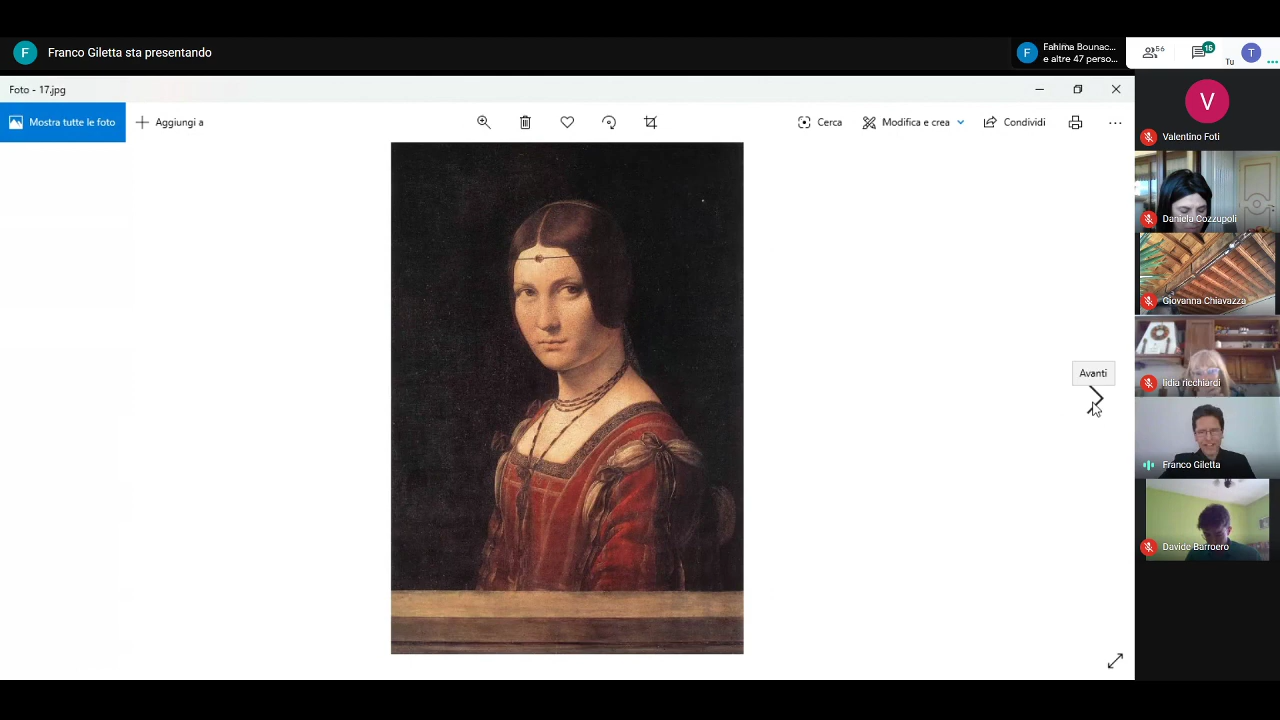 F
Franco Giletta sta presentando
F
Fahima Bounac...
e altre 47 perso...
56
15
Tu
T
Foto - 17.jpg
Mostra tutte le foto
Aggiungi a
Cerca
Modifica e crea
Condividi
V
Valentino Foti
Daniela Cozzupoli
Giovanna Chiavazza
Avanti
lidia ricchiardi
Franco Giletta
Davide Barroero